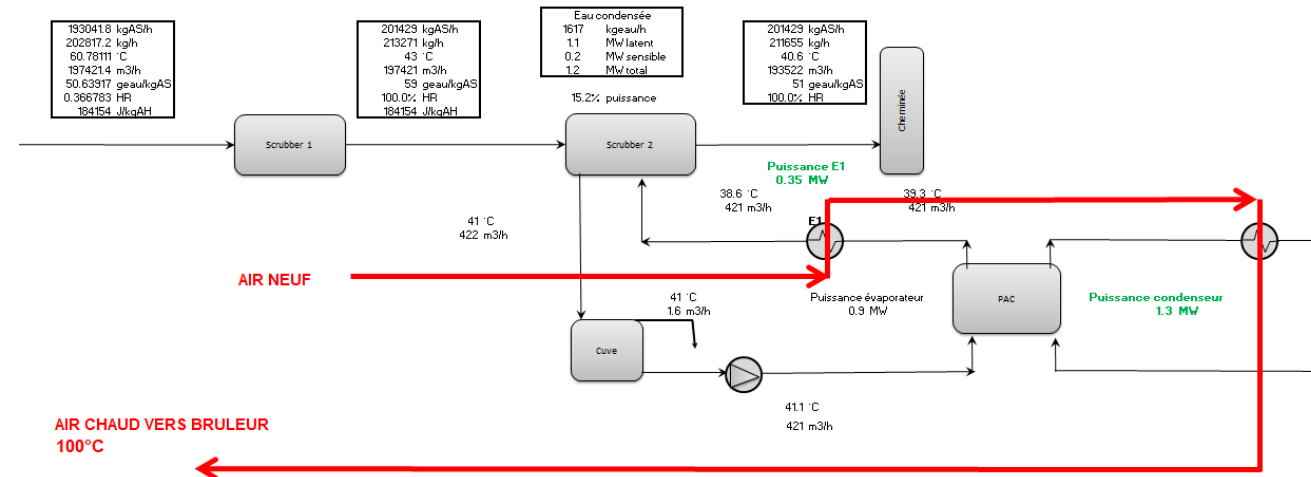 193041.8 kgAS/h
202817.2 kg/h
60.78111 °C
197421.4 m3/h
50.63917 geau/kgAS
0.366783 HR
184154 J/kgAH
201429 kgAS/h
213271 kg/h
43 °C
197421 m3/h
59 geau/kgAS
100.0% HR
184154 J/kgAH
Eau condensée
1617 kgeau/h
1.1 MW latent
0.2 MW sensible
1.2 MW total
15.2% puissance
201429 kgAS/h
211655 kg/h
40.6 °C
193522 m3/h
51 geau/kgAS
100.0% HR
Cheminée
Scrubber 1
Scrubber 2
Puissance E1
0.35 MW
38.6 °C
421 m3/h
39.3 °C
421 m3/h
41 °C
422 m3/h
E1
AIR NEUF
41 °C
1.6 m3/h
Puissance évaporateur
0.9 MW
PAC
Puissance condenseur
1.3 MW
Cuve
41.1 °C
421 m3/h
AIR CHAUD VERS BRULEUR
100°C